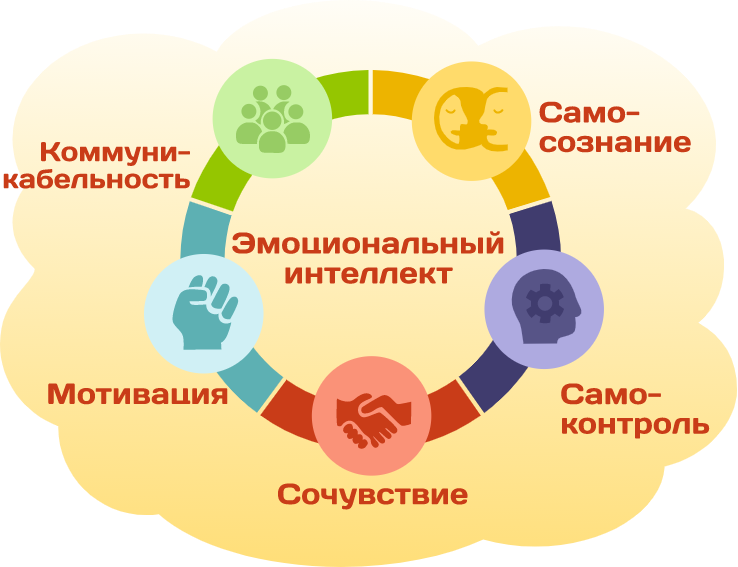 Само-
сознание
Коммуни-
кабельность
Эмоциональный
интеллект
Мотивация
Само-
контроль
Сочувствие